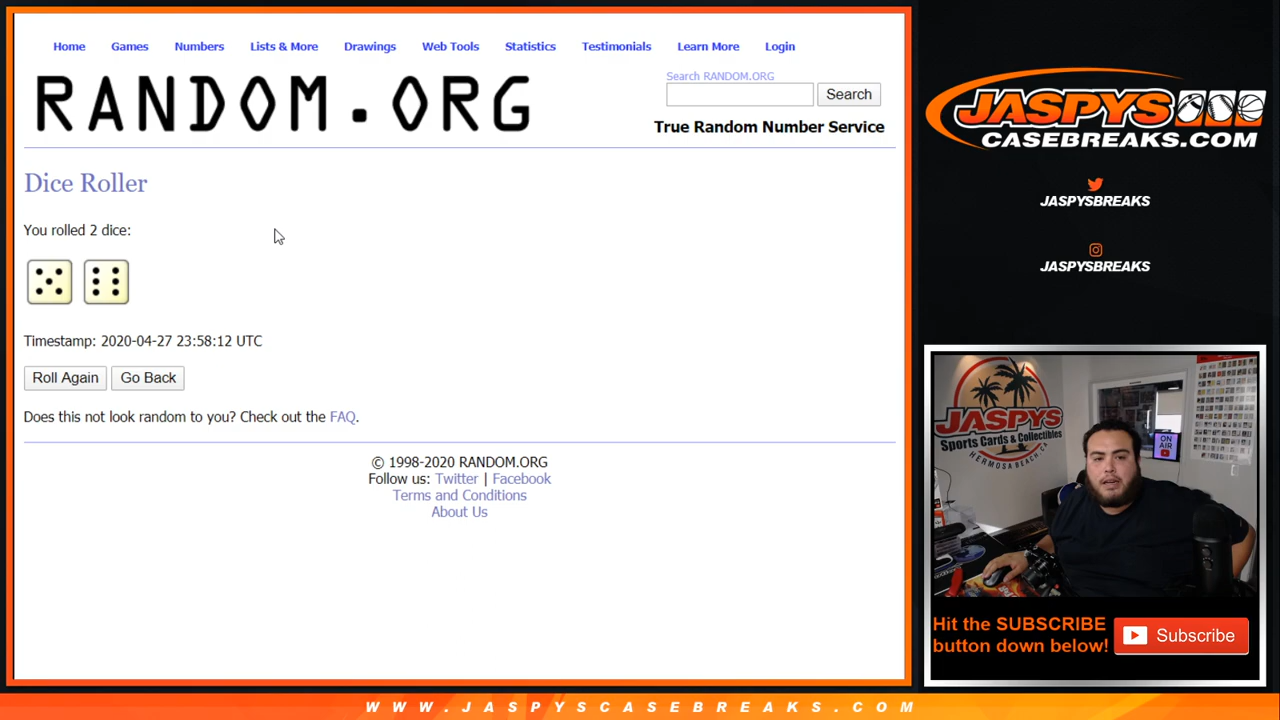 Home Games Numbers Lists & More Drawings Web Tools Statistics Testimonials Learn More Login
RANDOM.ORG
Search RANDOM.ORG
Search
True Random Number Service
Dice Roller
You rolled 2 dice:
Timestamp: 2020-04-27 23:58:12 UTC
Roll Again Go Back
Does this not look random to you? Check out the FAQ.
© 1998-2020 RANDOM.ORG
Follow us: Twitter | Facebook
Terms and Conditions
About Us
JASPYS
CASEBREAKS.COM
JASPYSBREAKS
JASPYSBREAKS
JASPYS
Sports Cards & Collectibles
HERMOSA BEACH, CA
ON
AIR
Hit the SUBSCRIBE
button down below!
Subscribe
WWW.JASPYSCASEBREAKS.COM